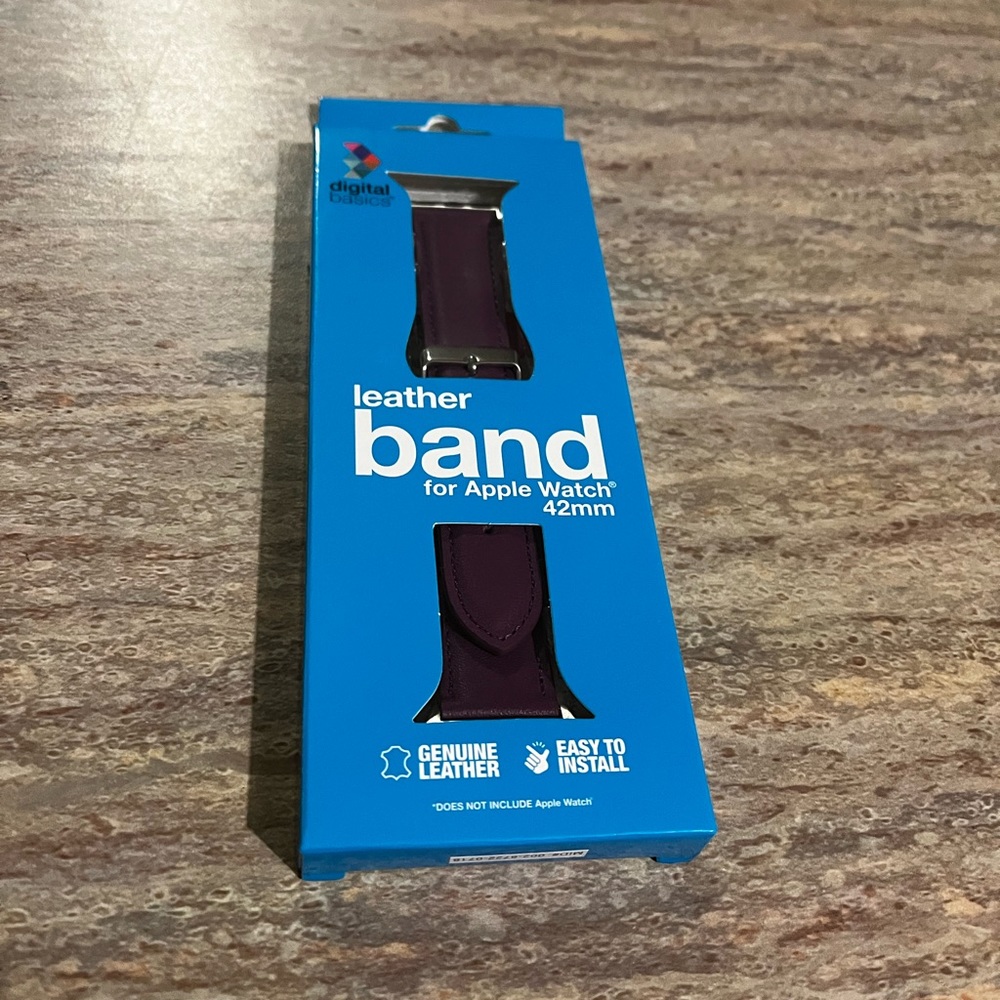 digital
basics
leather
band
for Apple Watch®
42mm
GENUINE
LEATHER
EASY TO
INSTALL
*DOES NOT INCLUDE Apple Watch